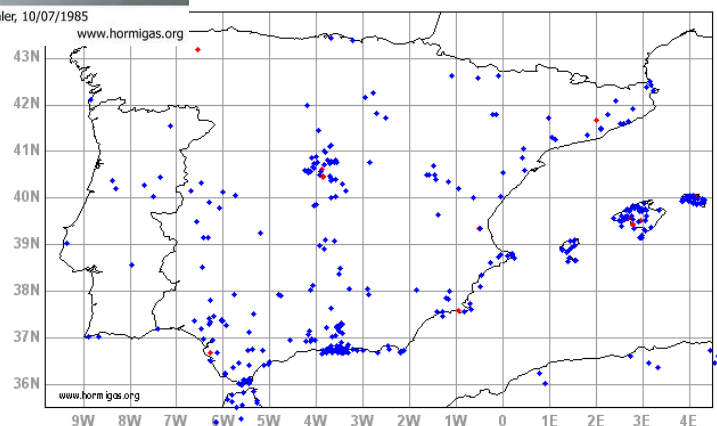 ler, 10/07/1985
www.hormigas.org
43N
42N
41N
40N
39N
38N
37N
36N
www.hormigas.org
9W 8W 7W 6W 5W 4W 3W 2W 1W 0 1E 2E 3E 4E